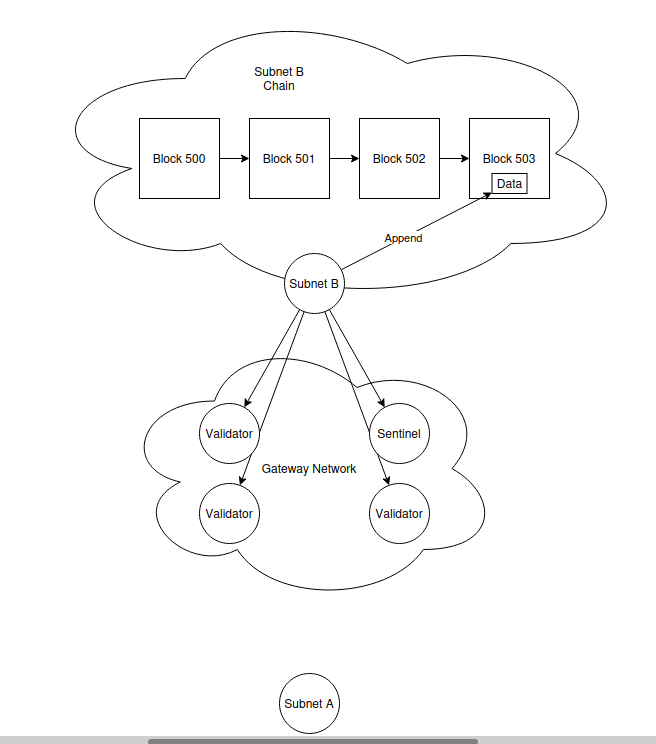 Subnet B
Chain
Block 500
Block 501
Block 502
Block 503
Data
Append
Subnet B
Validator
Sentinel
Gateway Network
Validator
Validator
Subnet A